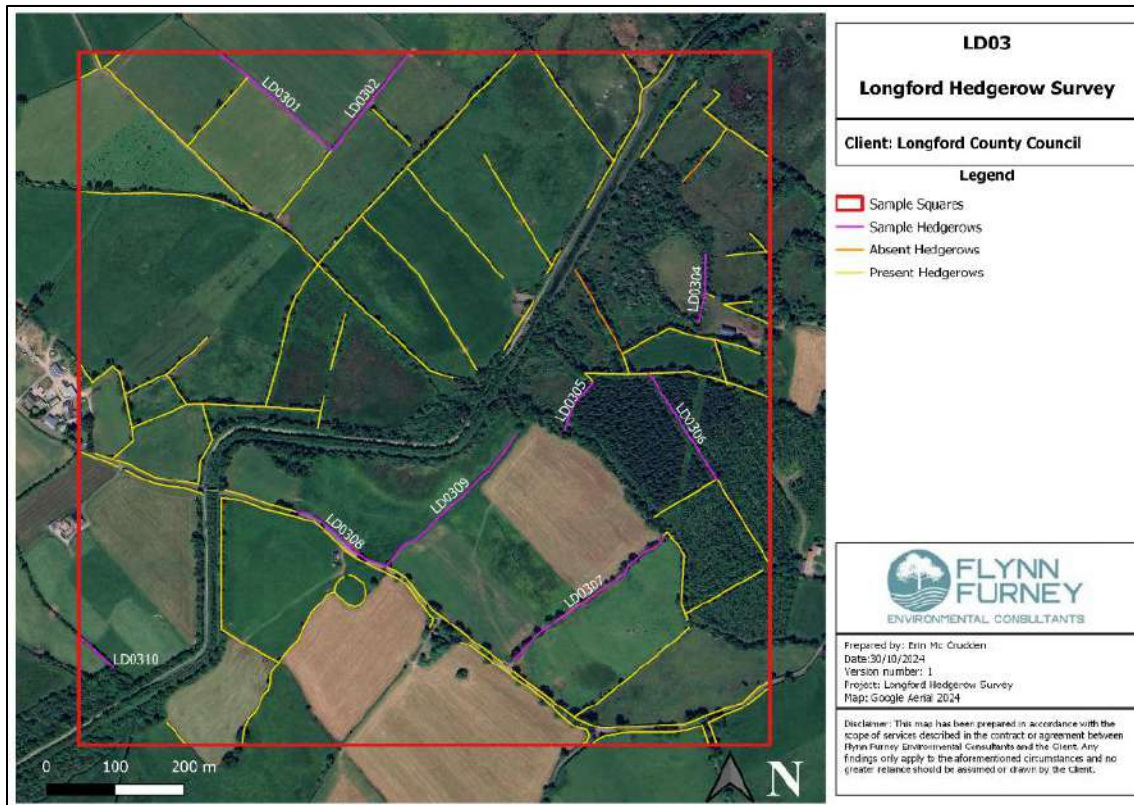 LD03
Longford Hedgerow Survey
Client: Longford County Council
Legend
Sample Squares
Sample Hedgerows
Absent Hedgerows
Present Hedgerows
LD0301
LD0302
LD0304
LD0305
LD0306
LD0309
LD0308
LD0307
LD0310
0 100 200 m
N
FLYNN
FURNEY
ENVIRONMENTAL CONSULTANTS
Prepared by: Erin Mc Crudden
Date:30/10/2024
Version number: 1
Project: Longford Hedgerow Survey
Map: Google Aerial 2024
Disclaimer: This map has been prepared in accordance with the
scope of services described in the contract or agreement between
Flynn Furney Environmental Consultants and the Client. Any
findings only apply to the aforementioned circumstances and no
greater reliance should be assumed or drawn by the Client.